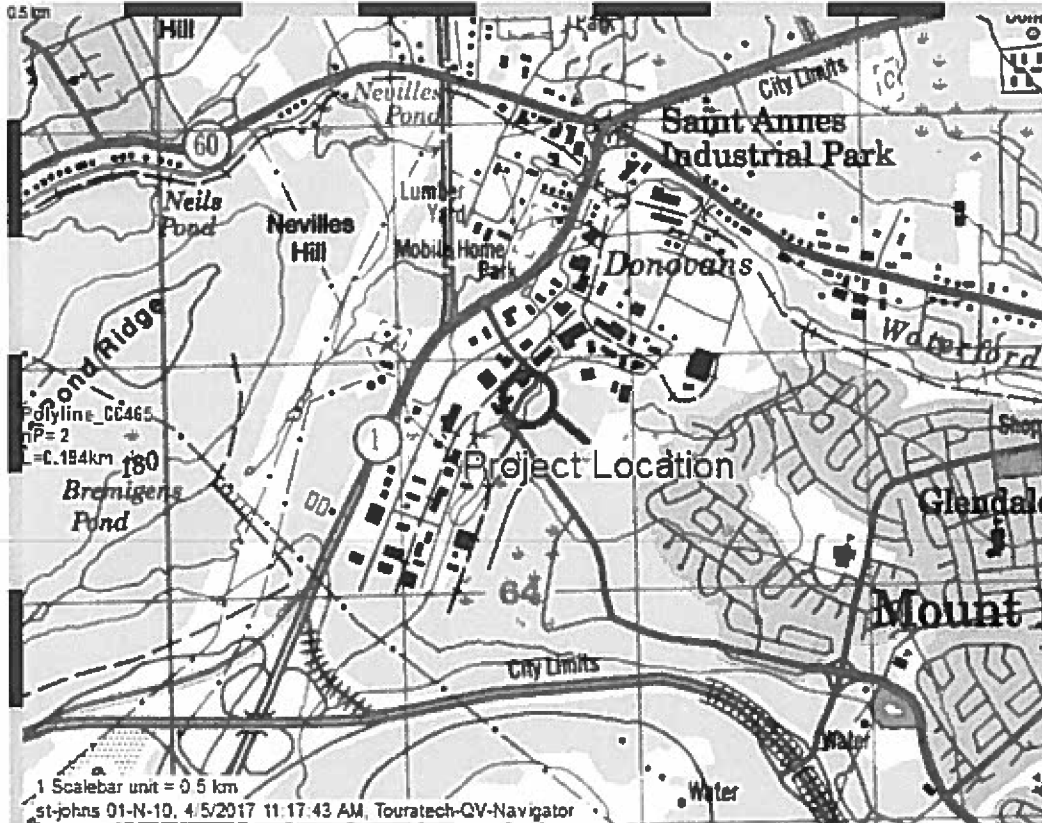 0.5 km
Hill
Park
City Limits
Nevilles
Pond
Saint Annes
Industrial Park
60
Neils
Pond
Nevilles
Hill
Lumber
Yard
Mobile Home
Park
Donovans
Waterford
Pond Ridge
Polyline_CC465
nP= 2
L=0.194km
180
Bremigens
Pond
1
Project Location
Shop
Glendale
64
Mount
City Limits
Water
Water
1 Scalebar unit = 0.5 km
st-johns 01-N-10, 4/5/2017 11:17:43 AM, Touratech-QV-Navigator